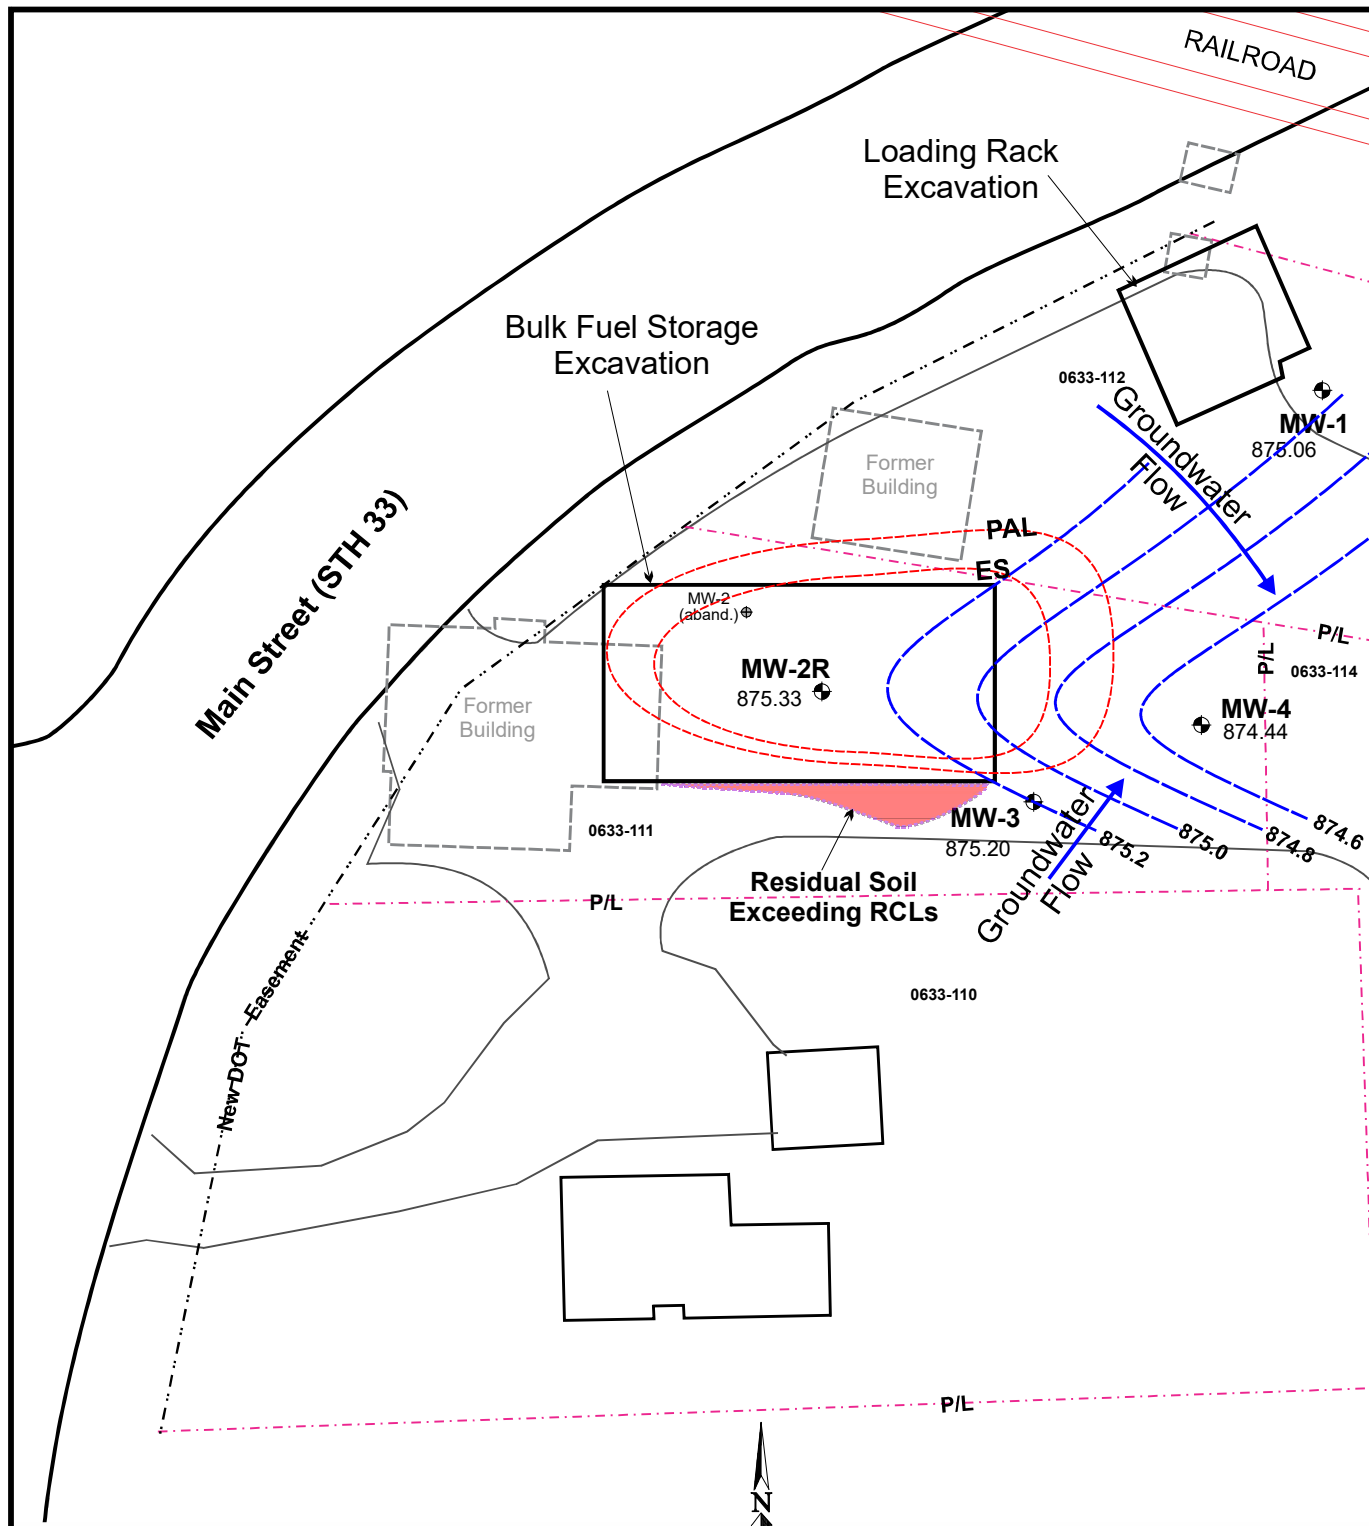 RAILROAD
Loading Rack
Excavation
Bulk Fuel Storage
Excavation
0633-112
Groundwater
Flow
MW-1
875.06
Former
Building
PAL
ES
Main Street (STH 33)
MW-2
(aband.)
MW-2R
875.33
P/L
P/L
0633-114
MW-4
874.44
Former
Building
0633-111
MW-3
875.20
Groundwater
Flow
875.2
875.0
874.8
874.6
Residual Soil
Exceeding RCLs
P/L
New DOT Easement
0633-110
P/L
N